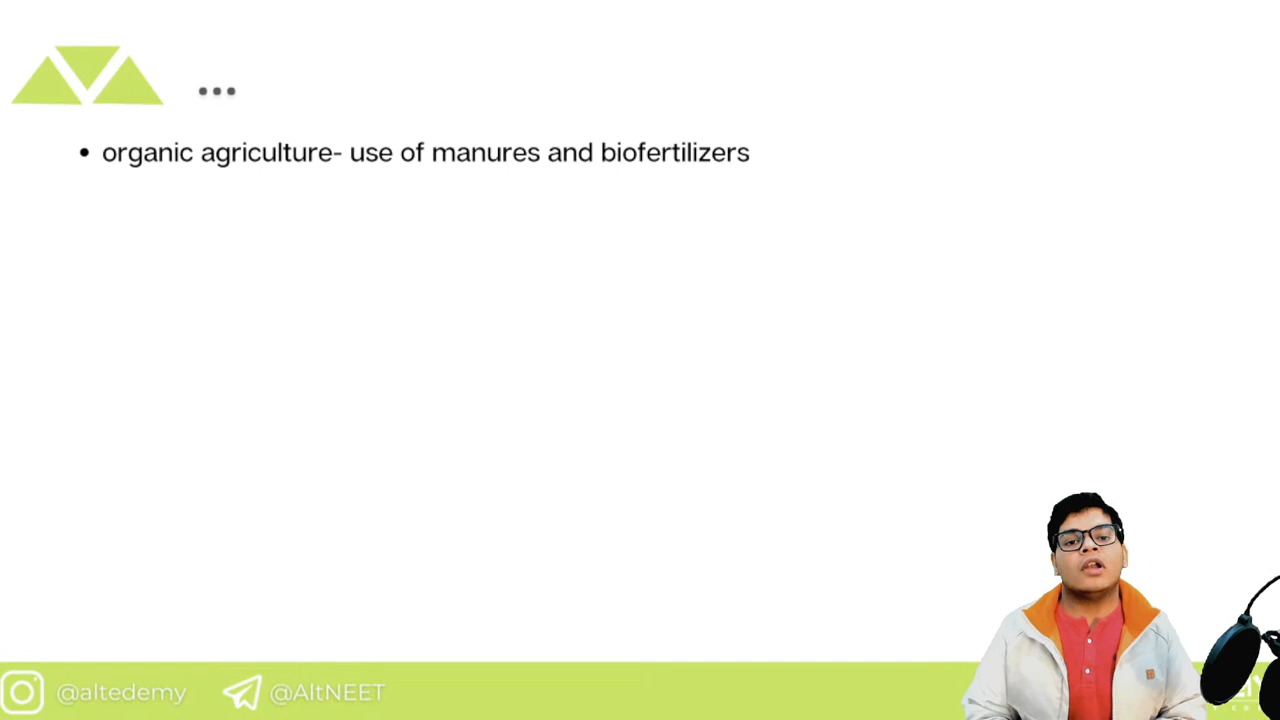 • • •
• organic agriculture- use of manures and biofertilizers
@altedemy @AltNEET